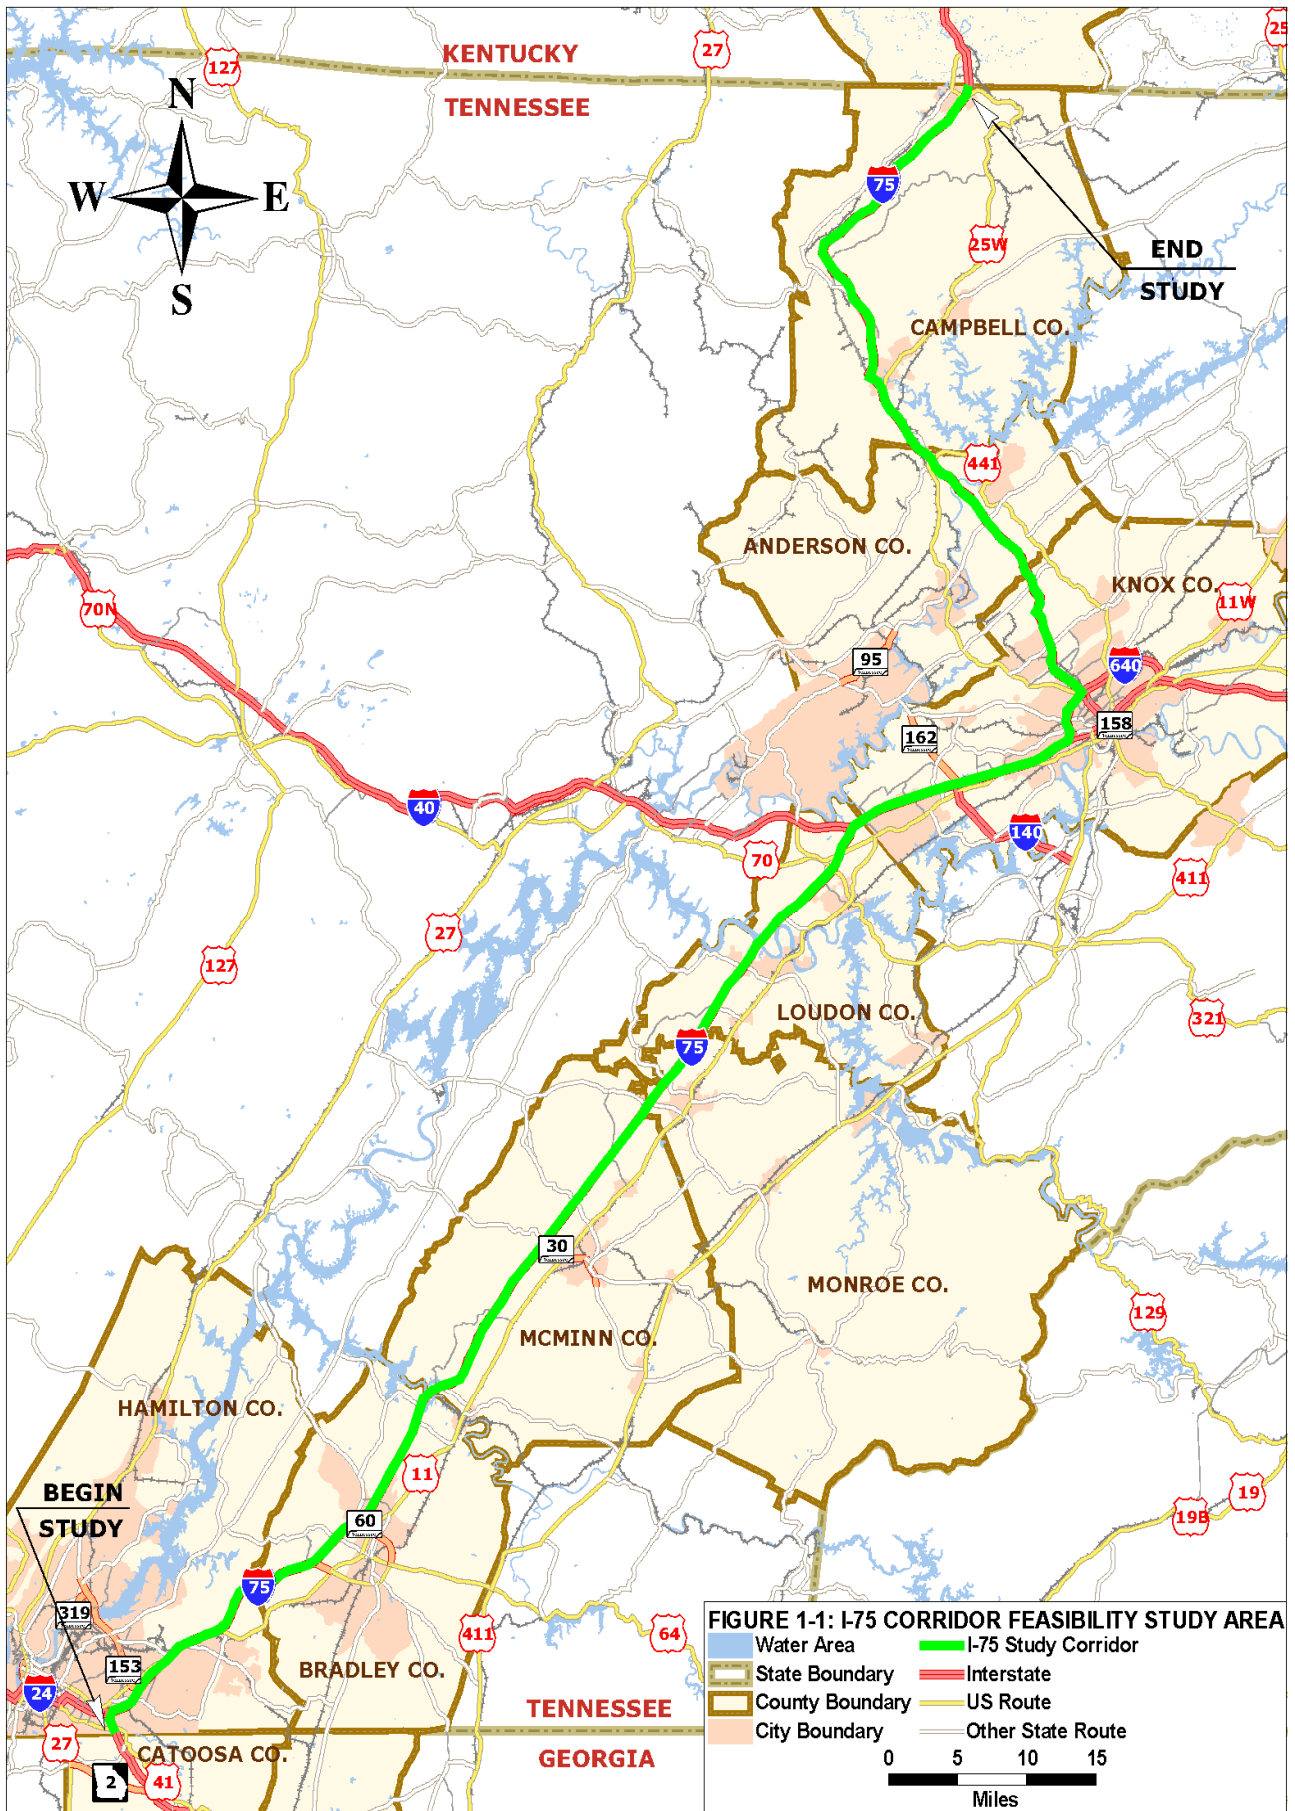 27
25
KENTUCKY
127
N
TENNESSEE
75
W
E
25W
END
STUDY
S
CAMPBELL CO.
441
ANDERSON CO.
KNOX CO.
11W
70N
95
640
158
162
40
140
70
411
27
127
LOUDON CO.
321
75
30
MONROE CO.
129
MCMINN CO.
HAMILTON CO.
11
BEGIN
STUDY
60
19
19B
75
319
411
64
153
BRADLEY CO.
24
TENNESSEE
27
CATOOSA CO.
GEORGIA
2
41
FIGURE 1-1: I-75 CORRIDOR FEASIBILITY STUDY AREA
Water Area
I-75 Study Corridor
State Boundary
Interstate
County Boundary
US Route
City Boundary
Other State Route
0 5 10 15
Miles